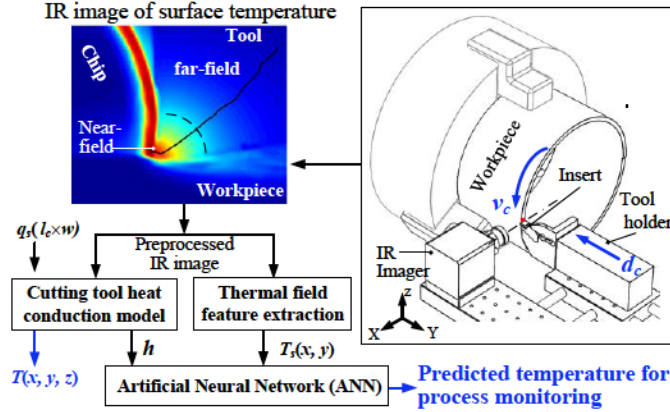 IR image of surface temperature
Tool
Chip
far-field
Near-
field
Workpiece
Workpiece
Insert
v_c
Tool
holder
IR
Imager
d_c
z
X
Y
q_s(l_c×w)
Preprocessed
IR image
Cutting tool heat
conduction model
Thermal field
feature extraction
T(x, y, z)
h
T_s(x, y)
Artificial Neural Network (ANN)
Predicted temperature for
process monitoring